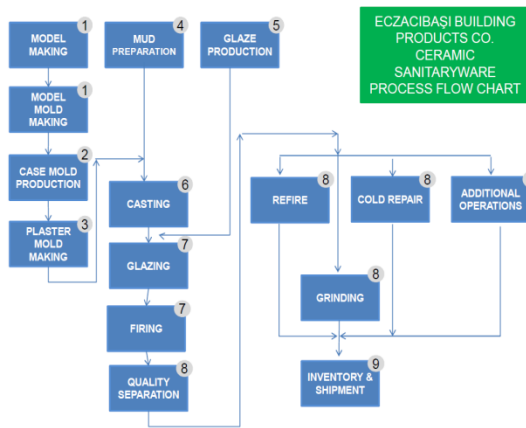 ECZACIBAŞI BUILDING
PRODUCTS CO.
CERAMIC
SANITARYWARE
PROCESS FLOW CHART
1
MODEL
MAKING
1
MODEL
MOLD
MAKING
2
CASE MOLD
PRODUCTION
3
PLASTER
MOLD
MAKING
4
MUD
PREPARATION
5
GLAZE
PRODUCTION
6
CASTING
7
GLAZING
7
FIRING
8
QUALITY
SEPARATION
8
REFIRE
8
COLD REPAIR
ADDITIONAL
OPERATIONS
8
GRINDING
9
INVENTORY &
SHIPMENT